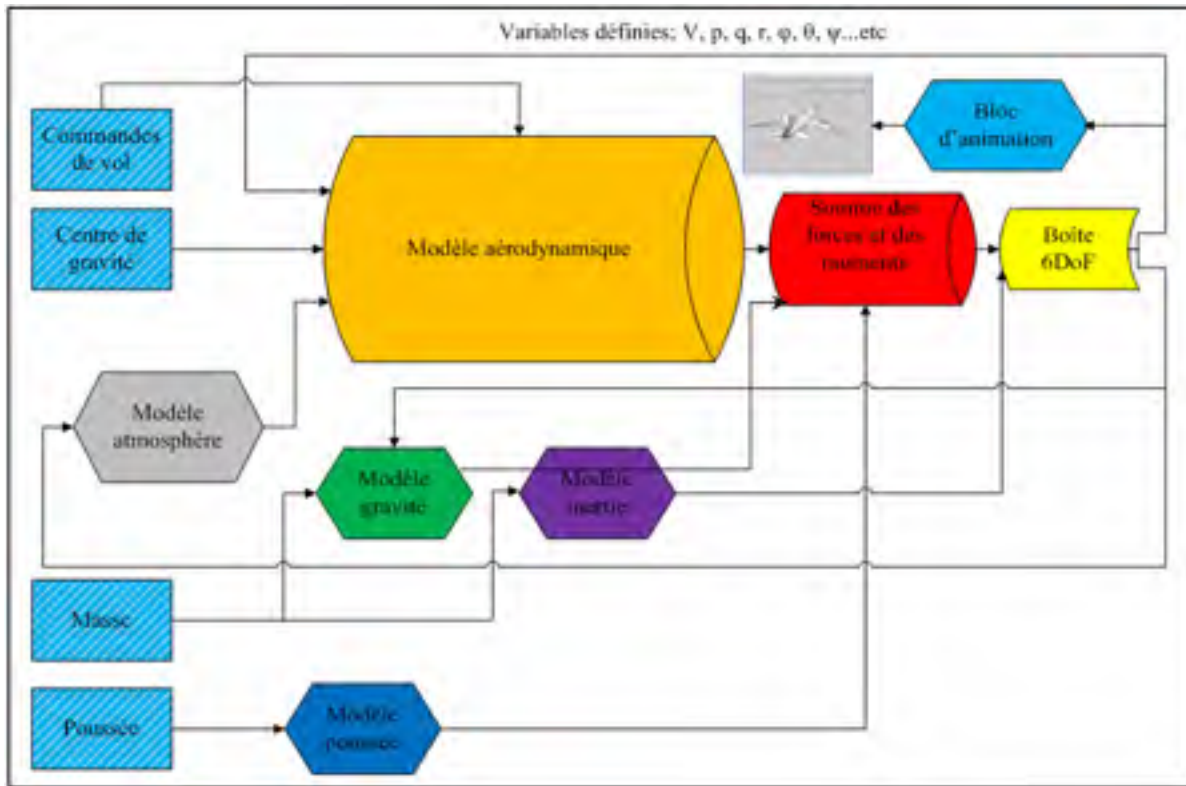 Variables définies; V, p, q, r, φ, θ, ψ...etc
Commandes
de vol
Bloc
d'animation
Centre de
gravité
Modèle aérodynamique
Somme des
forces et des
moments
Boîte
6DoF
Modèle
atmosphère
Modèle
gravité
Modèle
inertie
Masse
Poussée
Modèle
poussée